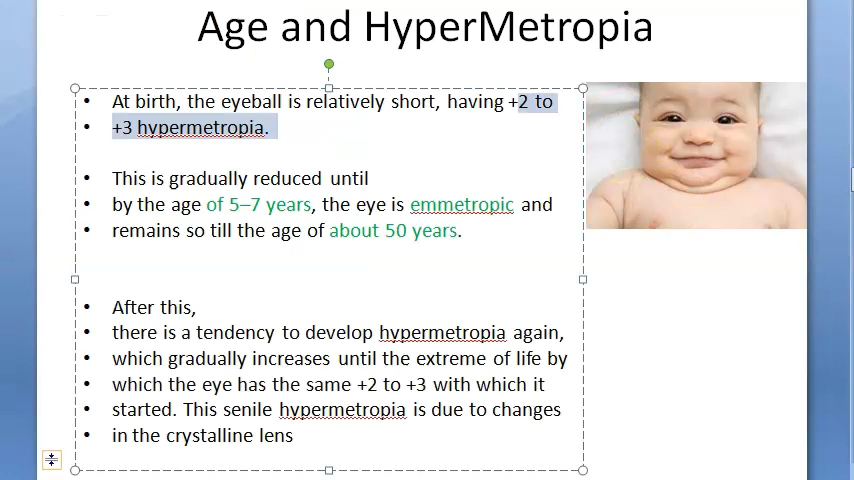 Age and HyperMetropia
• At birth, the eyeball is relatively short, having +2 to
• +3 hypermetropia.
• This is gradually reduced until
• by the age of 5–7 years, the eye is emmetropic and
• remains so till the age of about 50 years.
• After this,
• there is a tendency to develop hypermetropia again,
• which gradually increases until the extreme of life by
• which the eye has the same +2 to +3 with which it
• started. This senile hypermetropia is due to changes
• in the crystalline lens